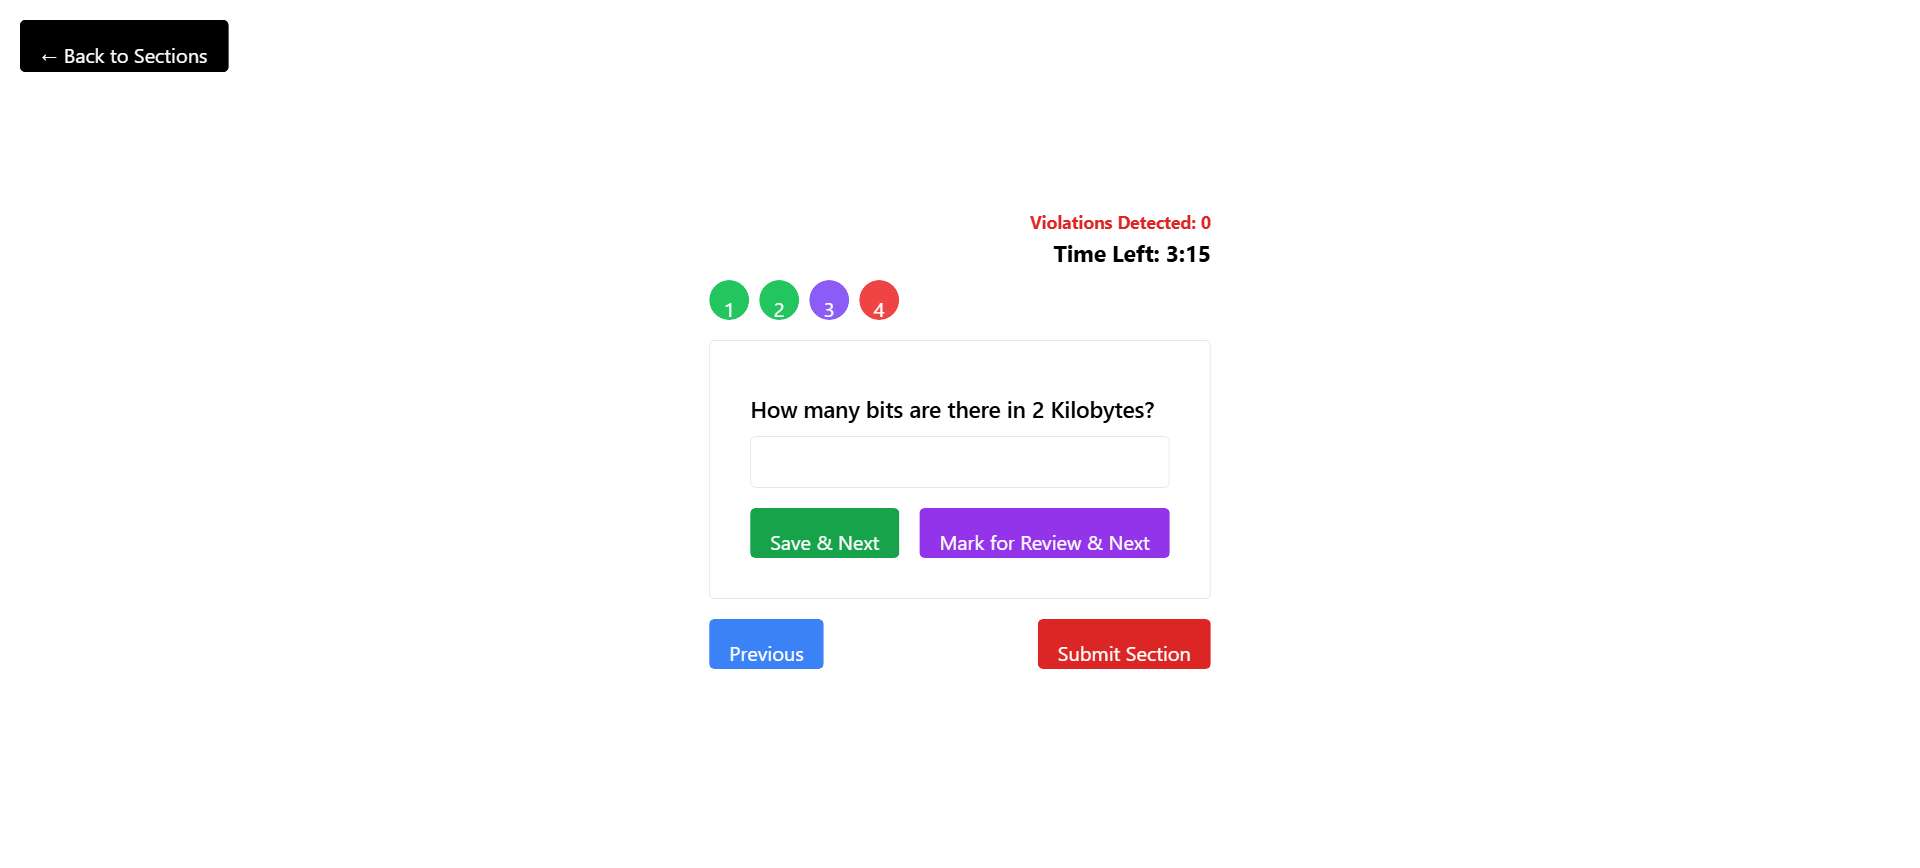 ← Back to Sections
Violations Detected: 0
Time Left: 3:15
1 2 3 4
How many bits are there in 2 Kilobytes?
Save & Next Mark for Review & Next
Previous Submit Section